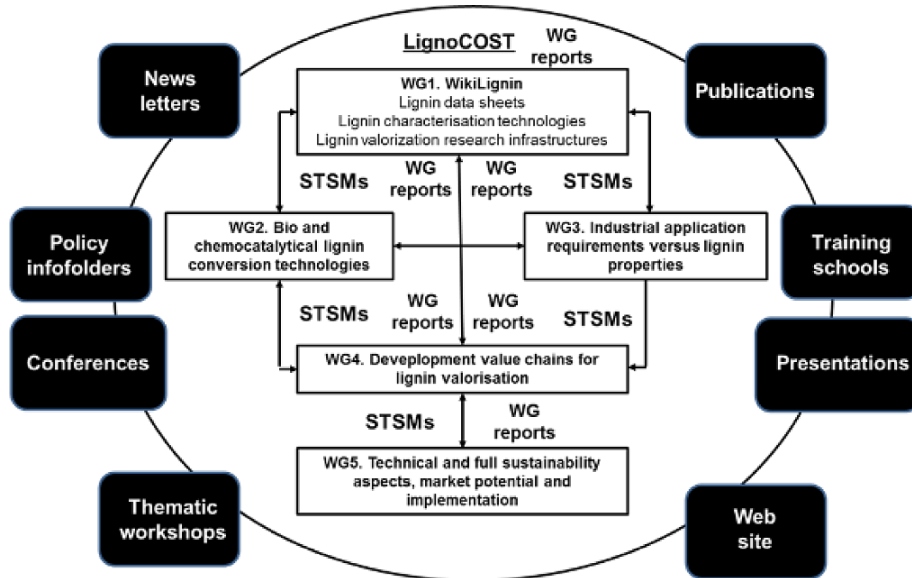 LignoCOST
WG
reports
News
letters
Publications
WG1. WikiLignin
Lignin data sheets
Lignin characterisation technologies
Lignin valorization research infrastructures
STSMs
WG
reports
WG
reports
STSMs
Policy
infofolders
WG2. Bio and
chemocatalytical lignin
conversion technologies
WG3. Industrial application
requirements versus lignin
properties
Training
schools
STSMs
WG
reports
WG
reports
STSMs
Conferences
WG4. Deveplopment value chains for
lignin valorisation
Presentations
STSMs
WG
reports
WG5. Technical and full sustainability
aspects, market potential and
implementation
Thematic
workshops
Web
site